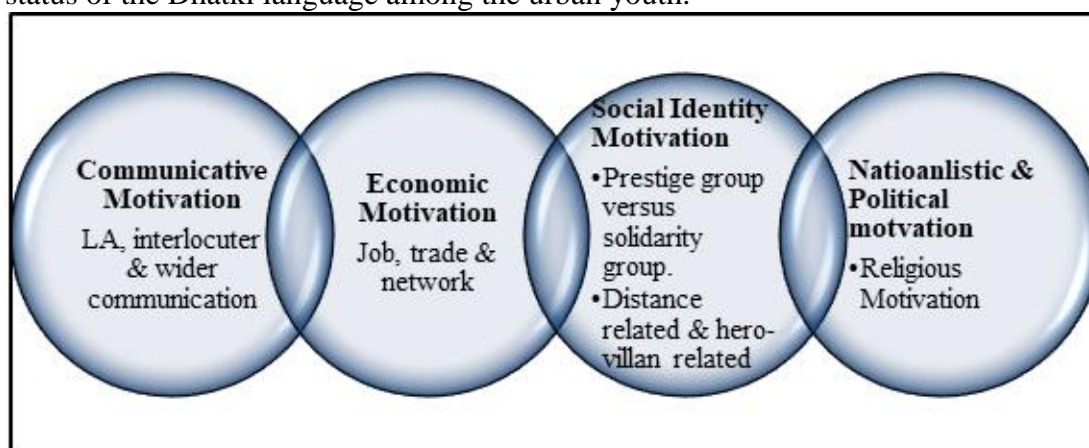 status of the Dhatki language among the urban youth.
Communicative
Motivation
LA, interlocuter
& wider
communication
Economic
Motivation
Job, trade &
network
Social Identity
Motivation
•Prestige group
versus
solidarity
group.
•Distance
related & hero-
villan related
Natioanlistic &
Political
motvation
•Religious
Motivation